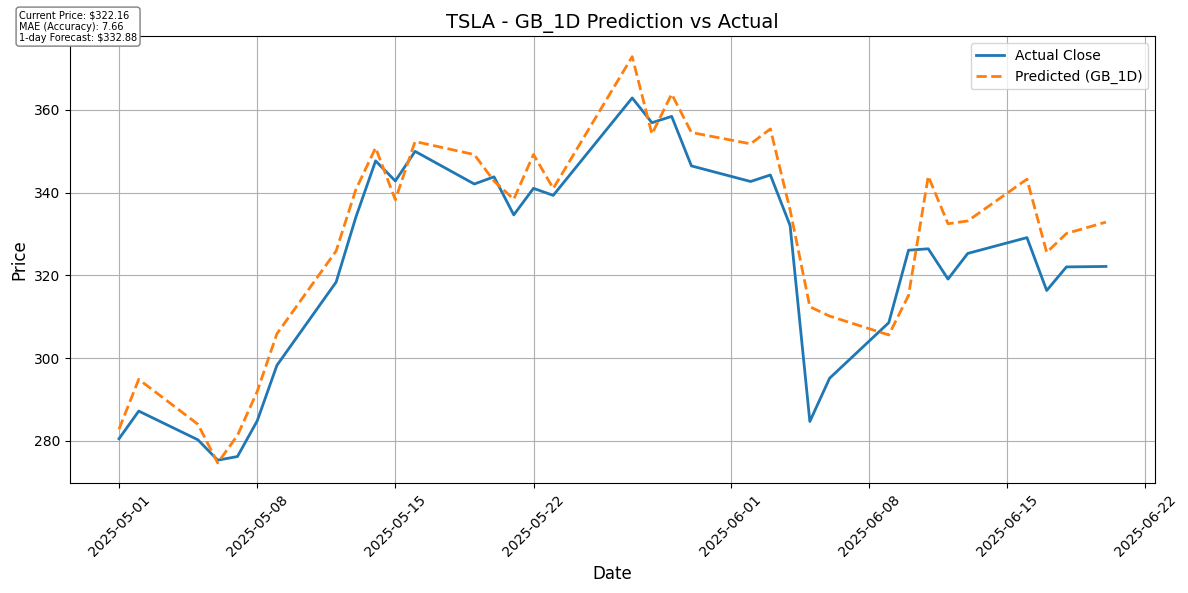 TSLA - GB_1D Prediction vs Actual
Current Price: $322.16
MAE (Accuracy): 7.66
1-day Forecast: $332.88
Actual Close
Predicted (GB_1D)
Price
360
340
320
300
280
2025-05-01
2025-05-08
2025-05-15
2025-05-22
2025-06-01
2025-06-08
2025-06-15
2025-06-22
Date